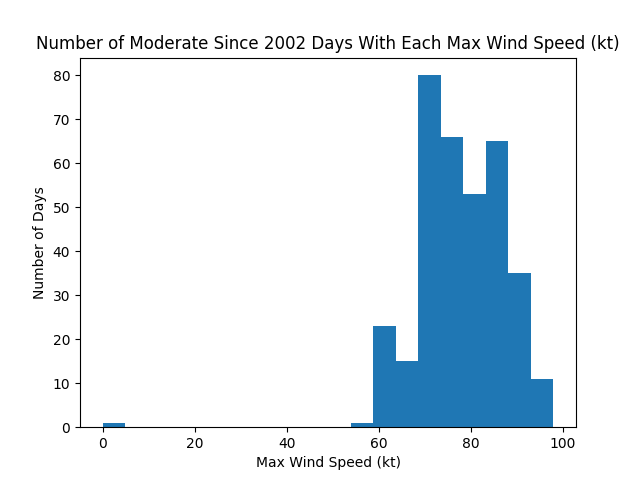 Number of Moderate Since 2002 Days With Each Max Wind Speed (kt)
80
70
60
50
40
30
20
10
0
Number of Days
0 20 40 60 80 100
Max Wind Speed (kt)